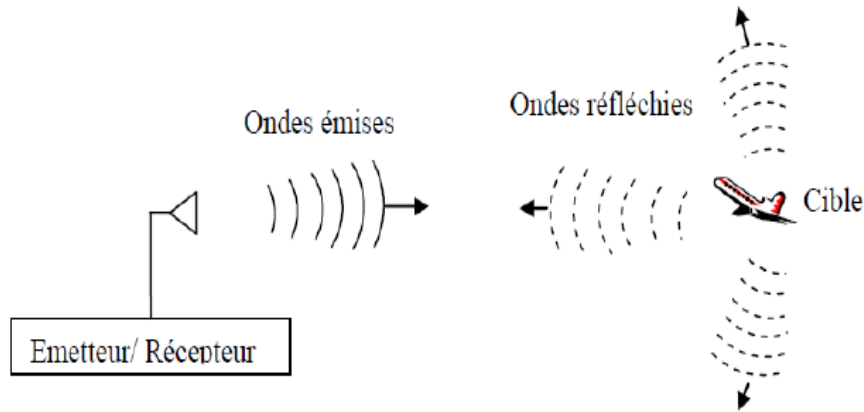 Ondes émises
Ondes réfléchies
Cible
Emetteur/ Récepteur